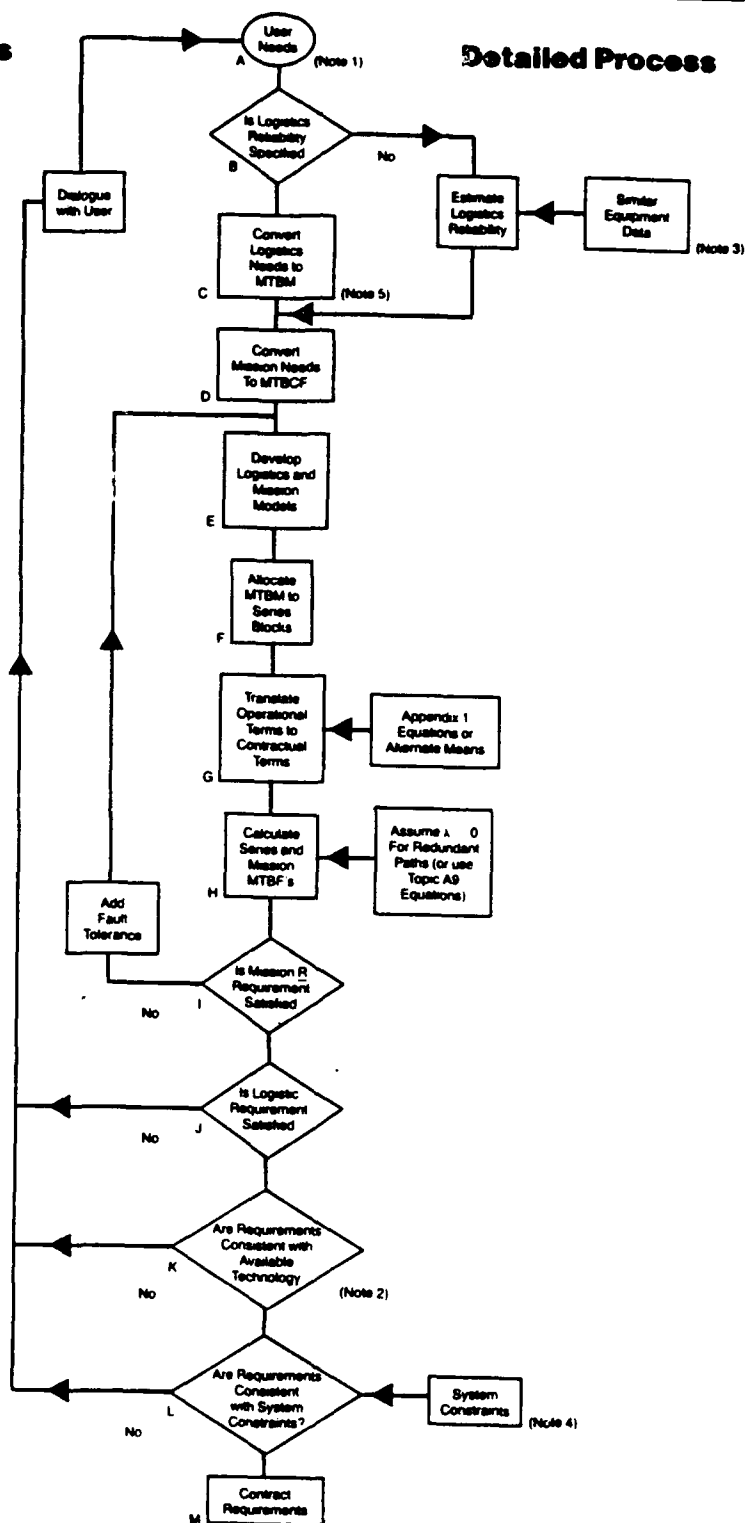 s
Detailed Process
User
Needs
A
(Note 1)
Is Logistics
Reliability
Specified
B
No
Dialogue
with User
Estimate
Logistics
Reliability
Similar
Equipment
Data
(Note 3)
Convert
Logistics
Needs to
MTBM
C
(Note 5)
Convert
Mission Needs
To MTBCF
D
Develop
Logistics and
Mission
Models
E
Allocate
MTBM to
Series
Blocks
F
Translate
Operational
Terms to
Contractual
Terms
G
Appendix 1
Equations or
Alternate Means
Calculate
Series and
Mission
MTBF's
H
Assume λ 0
For Redundant
Paths (or use
Topic A9
Equations)
Add
Fault
Tolerance
Is Mission R
Requirement
Satisfied
I
No
Is Logistic
Requirement
Satisfied
J
No
Are Requirements
Consistent with
Available
Technology
K
No
(Note 2)
Are Requirements
Consistent
with System
Constraints?
L
No
System
Constraints
(Note 4)
Contract
Requirements
M